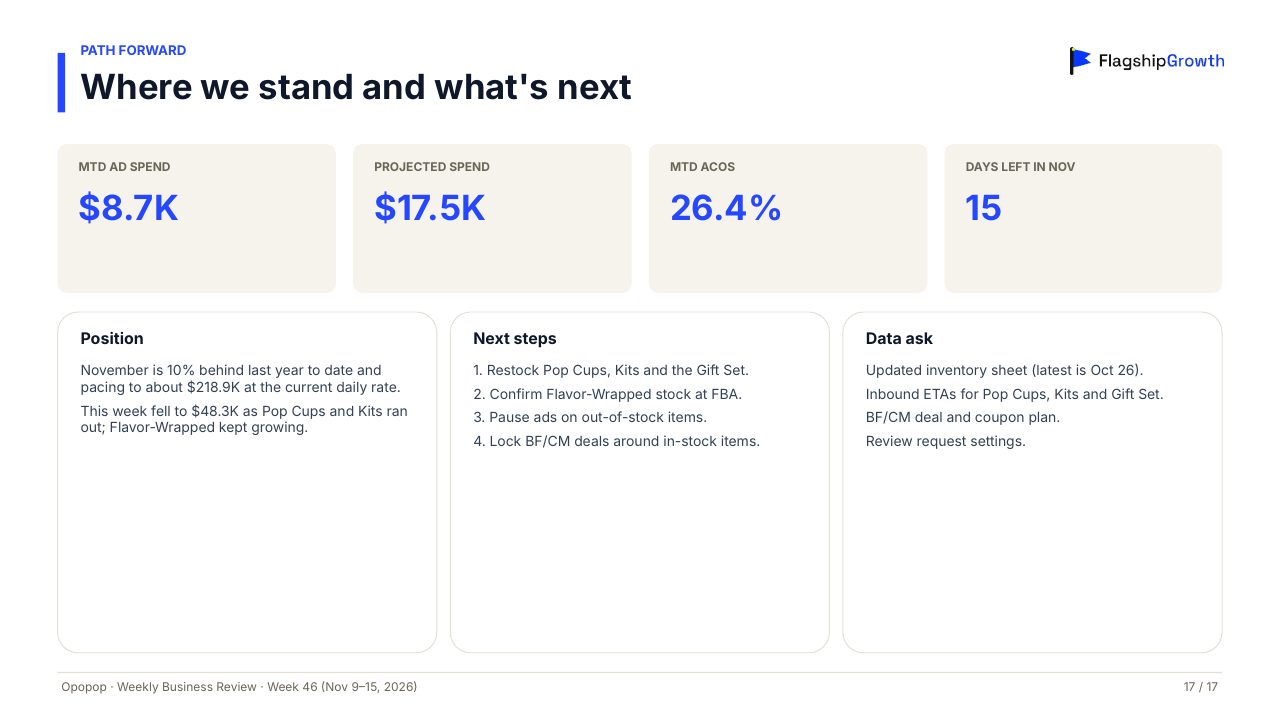 PATH FORWARD
Where we stand and what's next
FlagshipGrowth
MTD AD SPEND
$8.7K
PROJECTED SPEND
$17.5K
MTD ACOS
26.4%
DAYS LEFT IN NOV
15
Position
November is 10% behind last year to date and
pacing to about $218.9K at the current daily rate.
This week fell to $48.3K as Pop Cups and Kits ran
out; Flavor-Wrapped kept growing.
Next steps
1. Restock Pop Cups, Kits and the Gift Set.
2. Confirm Flavor-Wrapped stock at FBA.
3. Pause ads on out-of-stock items.
4. Lock BF/CM deals around in-stock items.
Data ask
Updated inventory sheet (latest is Oct 26).
Inbound ETAs for Pop Cups, Kits and Gift Set.
BF/CM deal and coupon plan.
Review request settings.
Opopop · Weekly Business Review · Week 46 (Nov 9–15, 2026)
17 / 17